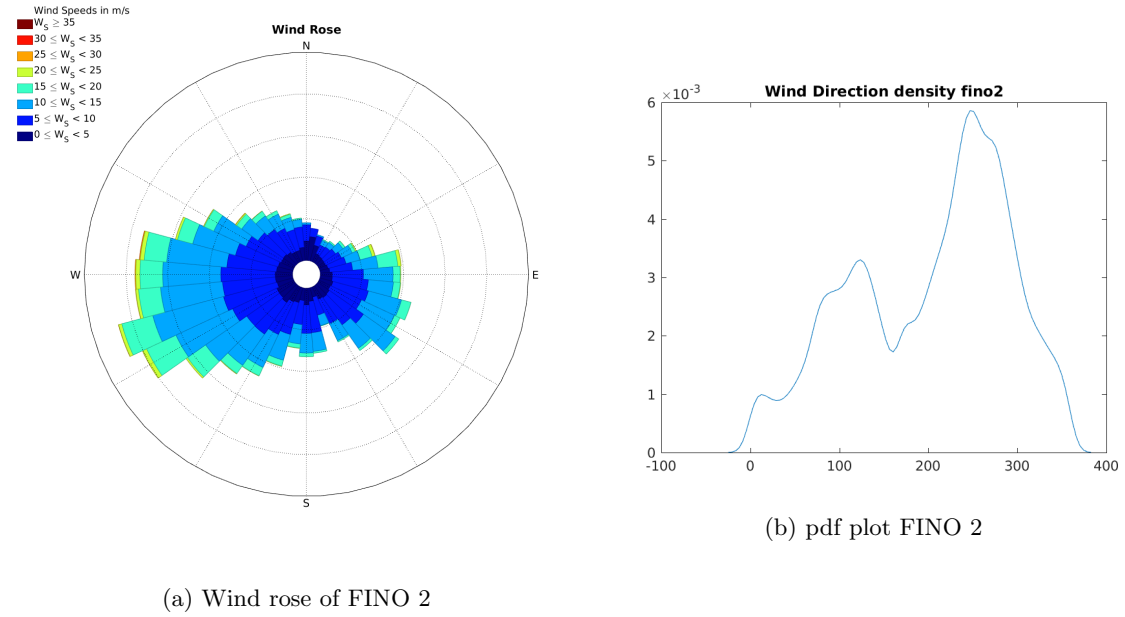 Wind Speeds in m/s
W_S ≥ 35
30 ≤ W_S < 35
25 ≤ W_S < 30
20 ≤ W_S < 25
15 ≤ W_S < 20
10 ≤ W_S < 15
5 ≤ W_S < 10
0 ≤ W_S < 5
Wind Rose
N
W
E
S
(a) Wind rose of FINO 2
Wind Direction density fino2
×10⁻³
6
5
4
3
2
1
0
-100 0 100 200 300 400
(b) pdf plot FINO 2